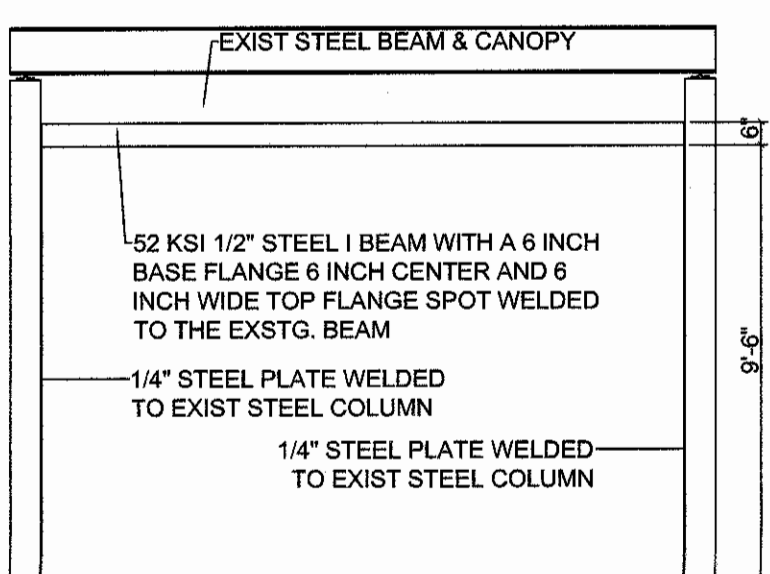 EXIST STEEL BEAM & CANOPY
6"
52 KSI 1/2" STEEL I BEAM WITH A 6 INCH
BASE FLANGE 6 INCH CENTER AND 6
INCH WIDE TOP FLANGE SPOT WELDED
TO THE EXSTG. BEAM
9'-6"
1/4" STEEL PLATE WELDED
TO EXIST STEEL COLUMN
1/4" STEEL PLATE WELDED
TO EXIST STEEL COLUMN